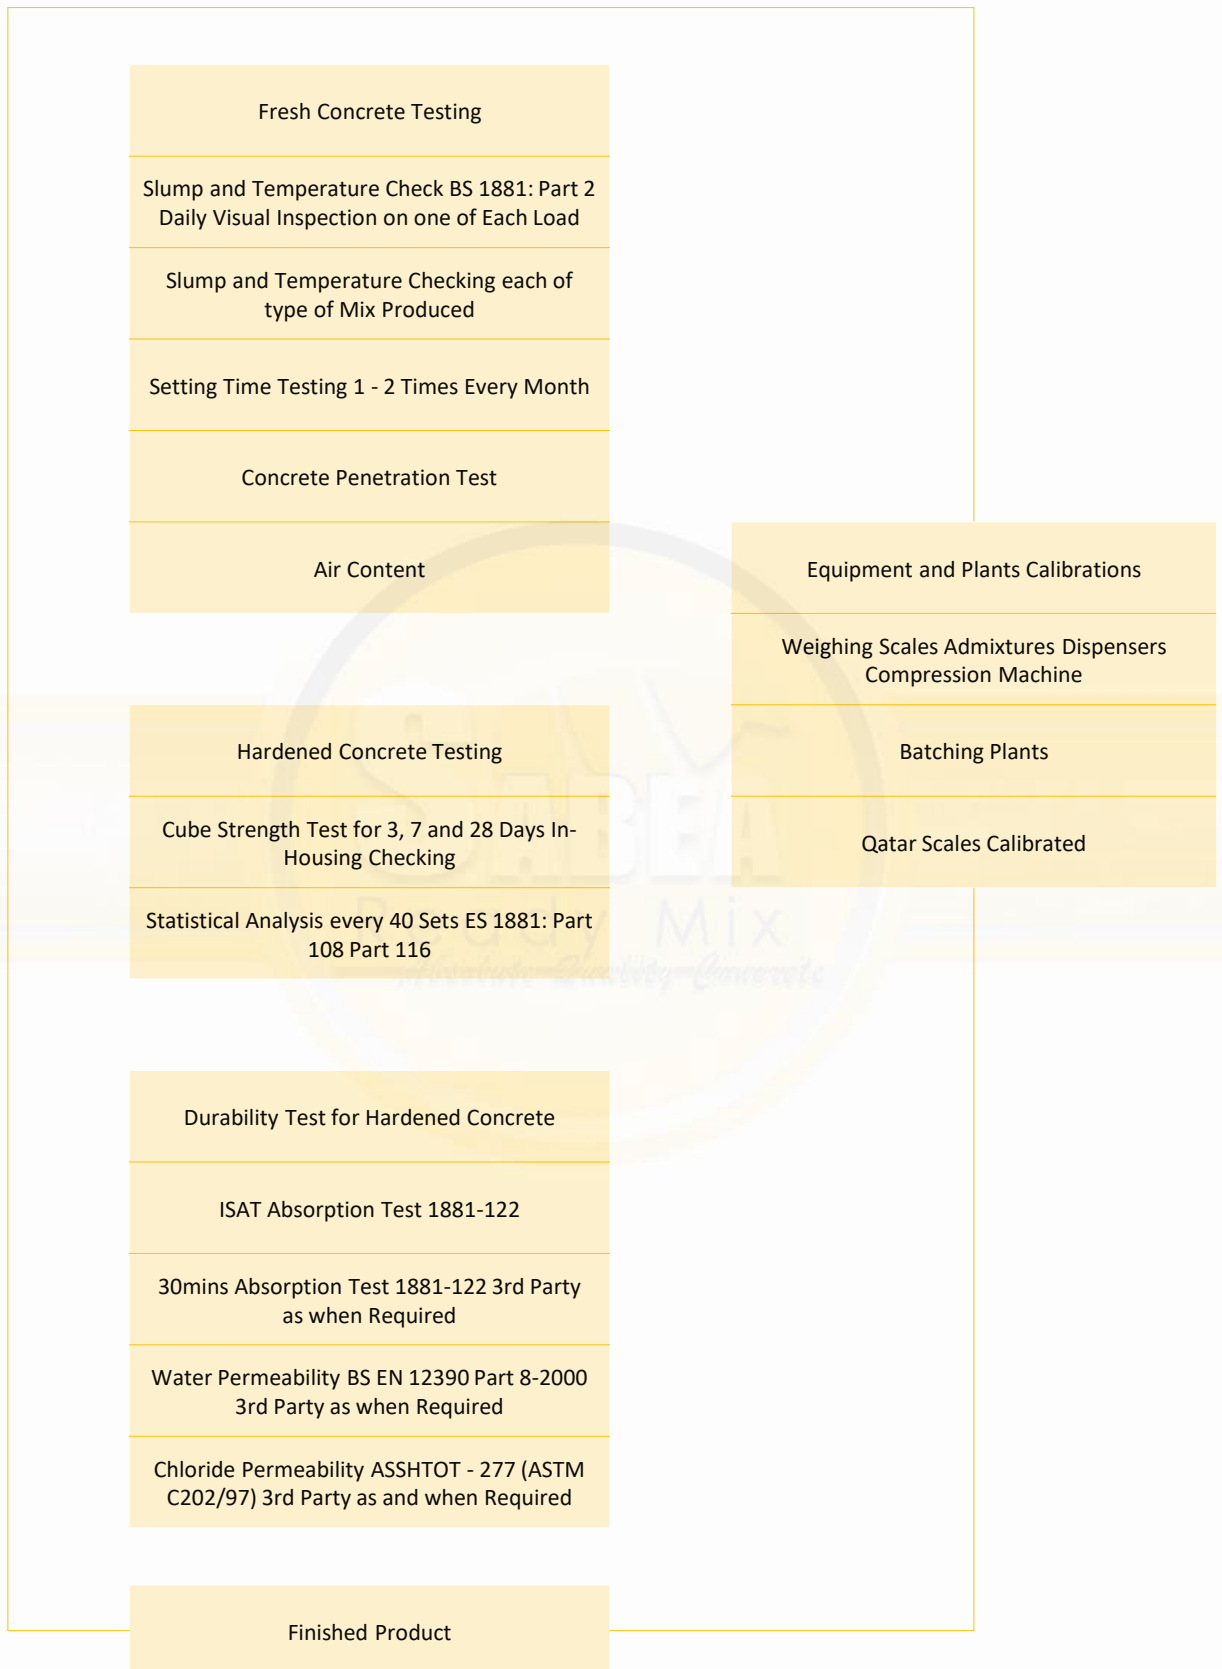 Fresh Concrete Testing
Slump and Temperature Check BS 1881: Part 2
Daily Visual Inspection on one of Each Load
Slump and Temperature Checking each of
type of Mix Produced
Setting Time Testing 1 - 2 Times Every Month
Concrete Penetration Test
Air Content
Equipment and Plants Calibrations
Weighing Scales Admixtures Dispensers
Compression Machine
Batching Plants
Qatar Scales Calibrated
Hardened Concrete Testing
Cube Strength Test for 3, 7 and 28 Days In-
Housing Checking
Statistical Analysis every 40 Sets ES 1881: Part
108 Part 116
SABEA
Ready Mix
Absolute Quality Concrete
Durability Test for Hardened Concrete
ISAT Absorption Test 1881-122
30mins Absorption Test 1881-122 3rd Party
as when Required
Water Permeability BS EN 12390 Part 8-2000
3rd Party as when Required
Chloride Permeability ASSHTOT - 277 (ASTM
C202/97) 3rd Party as and when Required
Finished Product